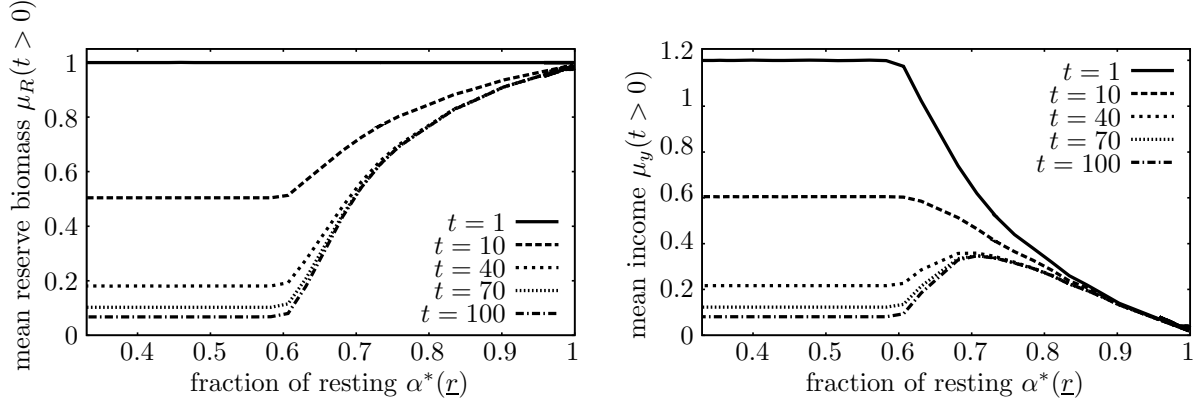 mean reserve biomass μ_R(t > 0)
1
0.8
0.6
0.4
0.2
0
t = 1
t = 10
t = 40
t = 70
t = 100
0.4 0.5 0.6 0.7 0.8 0.9 1
fraction of resting α*(r̲)
mean income μ_y(t > 0)
1.2
1
0.8
0.6
0.4
0.2
0
t = 1
t = 10
t = 40
t = 70
t = 100
0.4 0.5 0.6 0.7 0.8 0.9 1
fraction of resting α*(r̲)